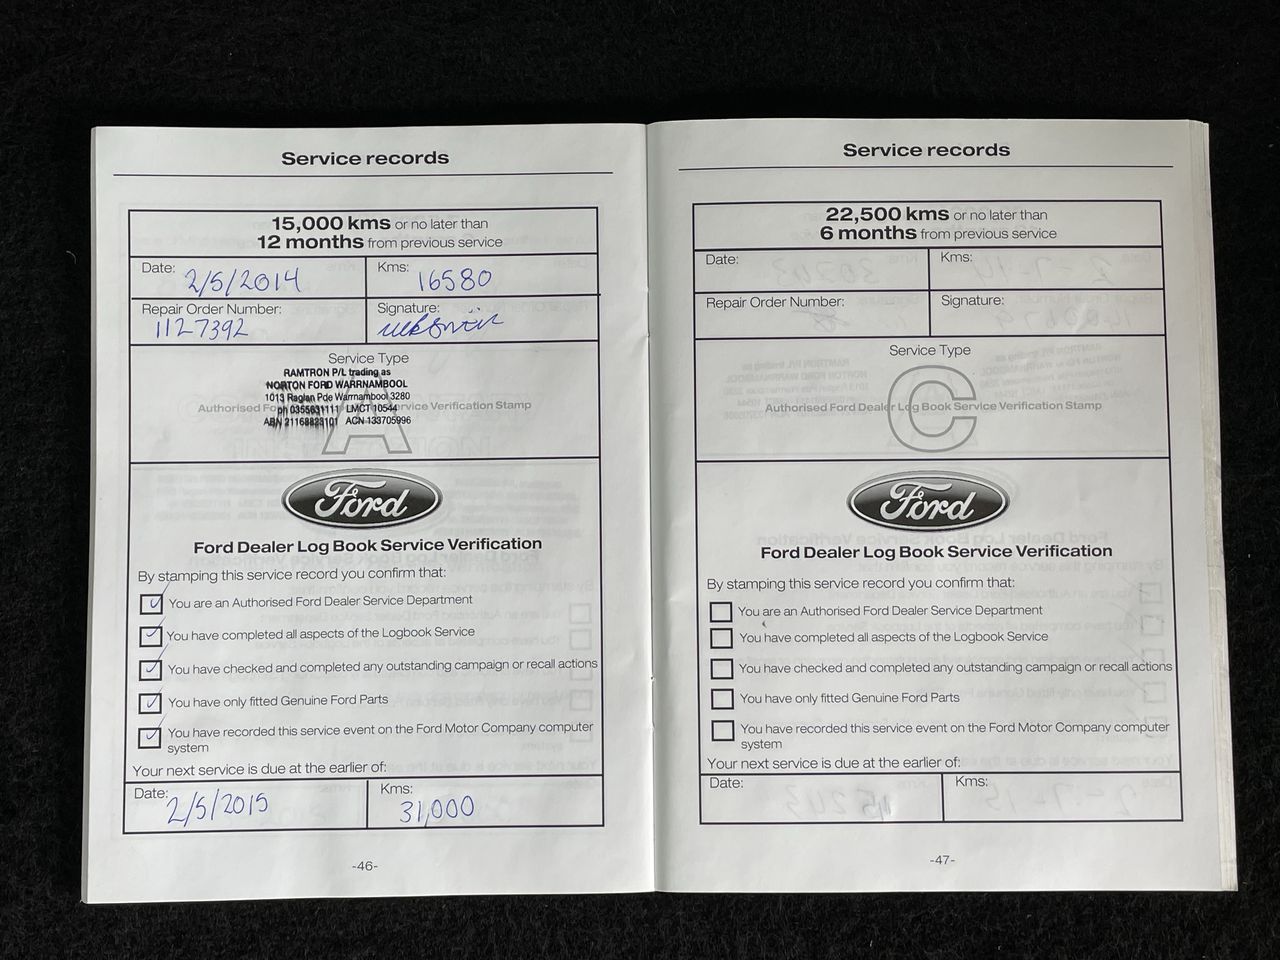 Service records
15,000 kms or no later than
12 months from previous service
Date: 2/5/2014
Kms: 16580
Repair Order Number: 1127392
Signature:
Service Type
RAMTRON P/L trading as
NORTON FORD WARRNAMBOOL
1013 Raglan Pde Warrnambool 3280
Authorised Ford Dealer Log Book Service Verification Stamp
ph 0355631111 LMCT 10544
ABN 21168823101 ACN 133705996
A
Ford
Ford Dealer Log Book Service Verification
By stamping this service record you confirm that:
You are an Authorised Ford Dealer Service Department
You have completed all aspects of the Logbook Service
You have checked and completed any outstanding campaign or recall actions
You have only fitted Genuine Ford Parts
You have recorded this service event on the Ford Motor Company computer
system
Your next service is due at the earlier of:
Date: 2/5/2015
Kms: 31,000
-46-
Service records
22,500 kms or no later than
6 months from previous service
Date:
Kms:
Repair Order Number:
Signature:
Service Type
C
Authorised Ford Dealer Log Book Service Verification Stamp
Ford
Ford Dealer Log Book Service Verification
By stamping this service record you confirm that:
You are an Authorised Ford Dealer Service Department
You have completed all aspects of the Logbook Service
You have checked and completed any outstanding campaign or recall actions
You have only fitted Genuine Ford Parts
You have recorded this service event on the Ford Motor Company computer
system
Your next service is due at the earlier of:
Date:
Kms:
-47-